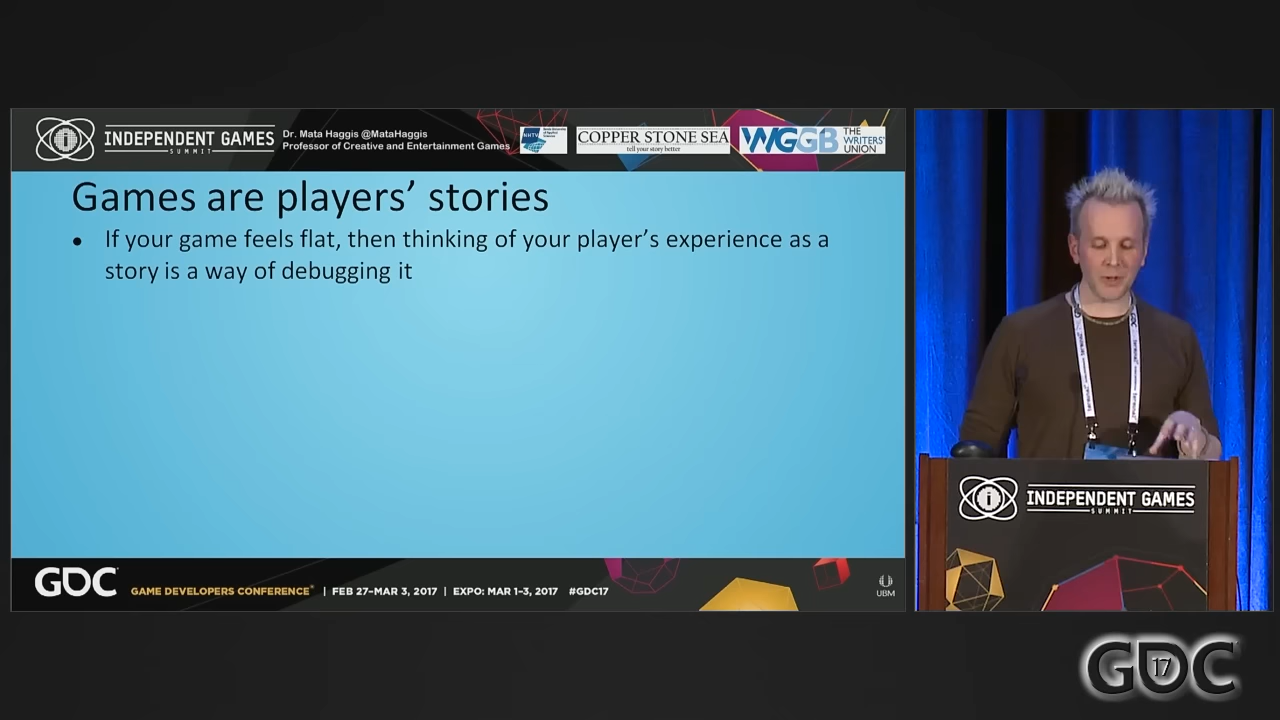 INDEPENDENT GAMES
SUMMIT
Dr. Mata Haggis @MataHaggis
Professor of Creative and Entertainment Games
NHTV
COPPER STONE SEA
tell your story better
WGGB
THE
WRITERS'
UNION
Games are players’ stories
● If your game feels flat, then thinking of your player’s experience as a
story is a way of debugging it
GDC
GAME DEVELOPERS CONFERENCE® | FEB 27–MAR 3, 2017 | EXPO: MAR 1–3, 2017 #GDC17
UBM
GDC
INDEPENDENT GAMES
SUMMIT
GDC
17